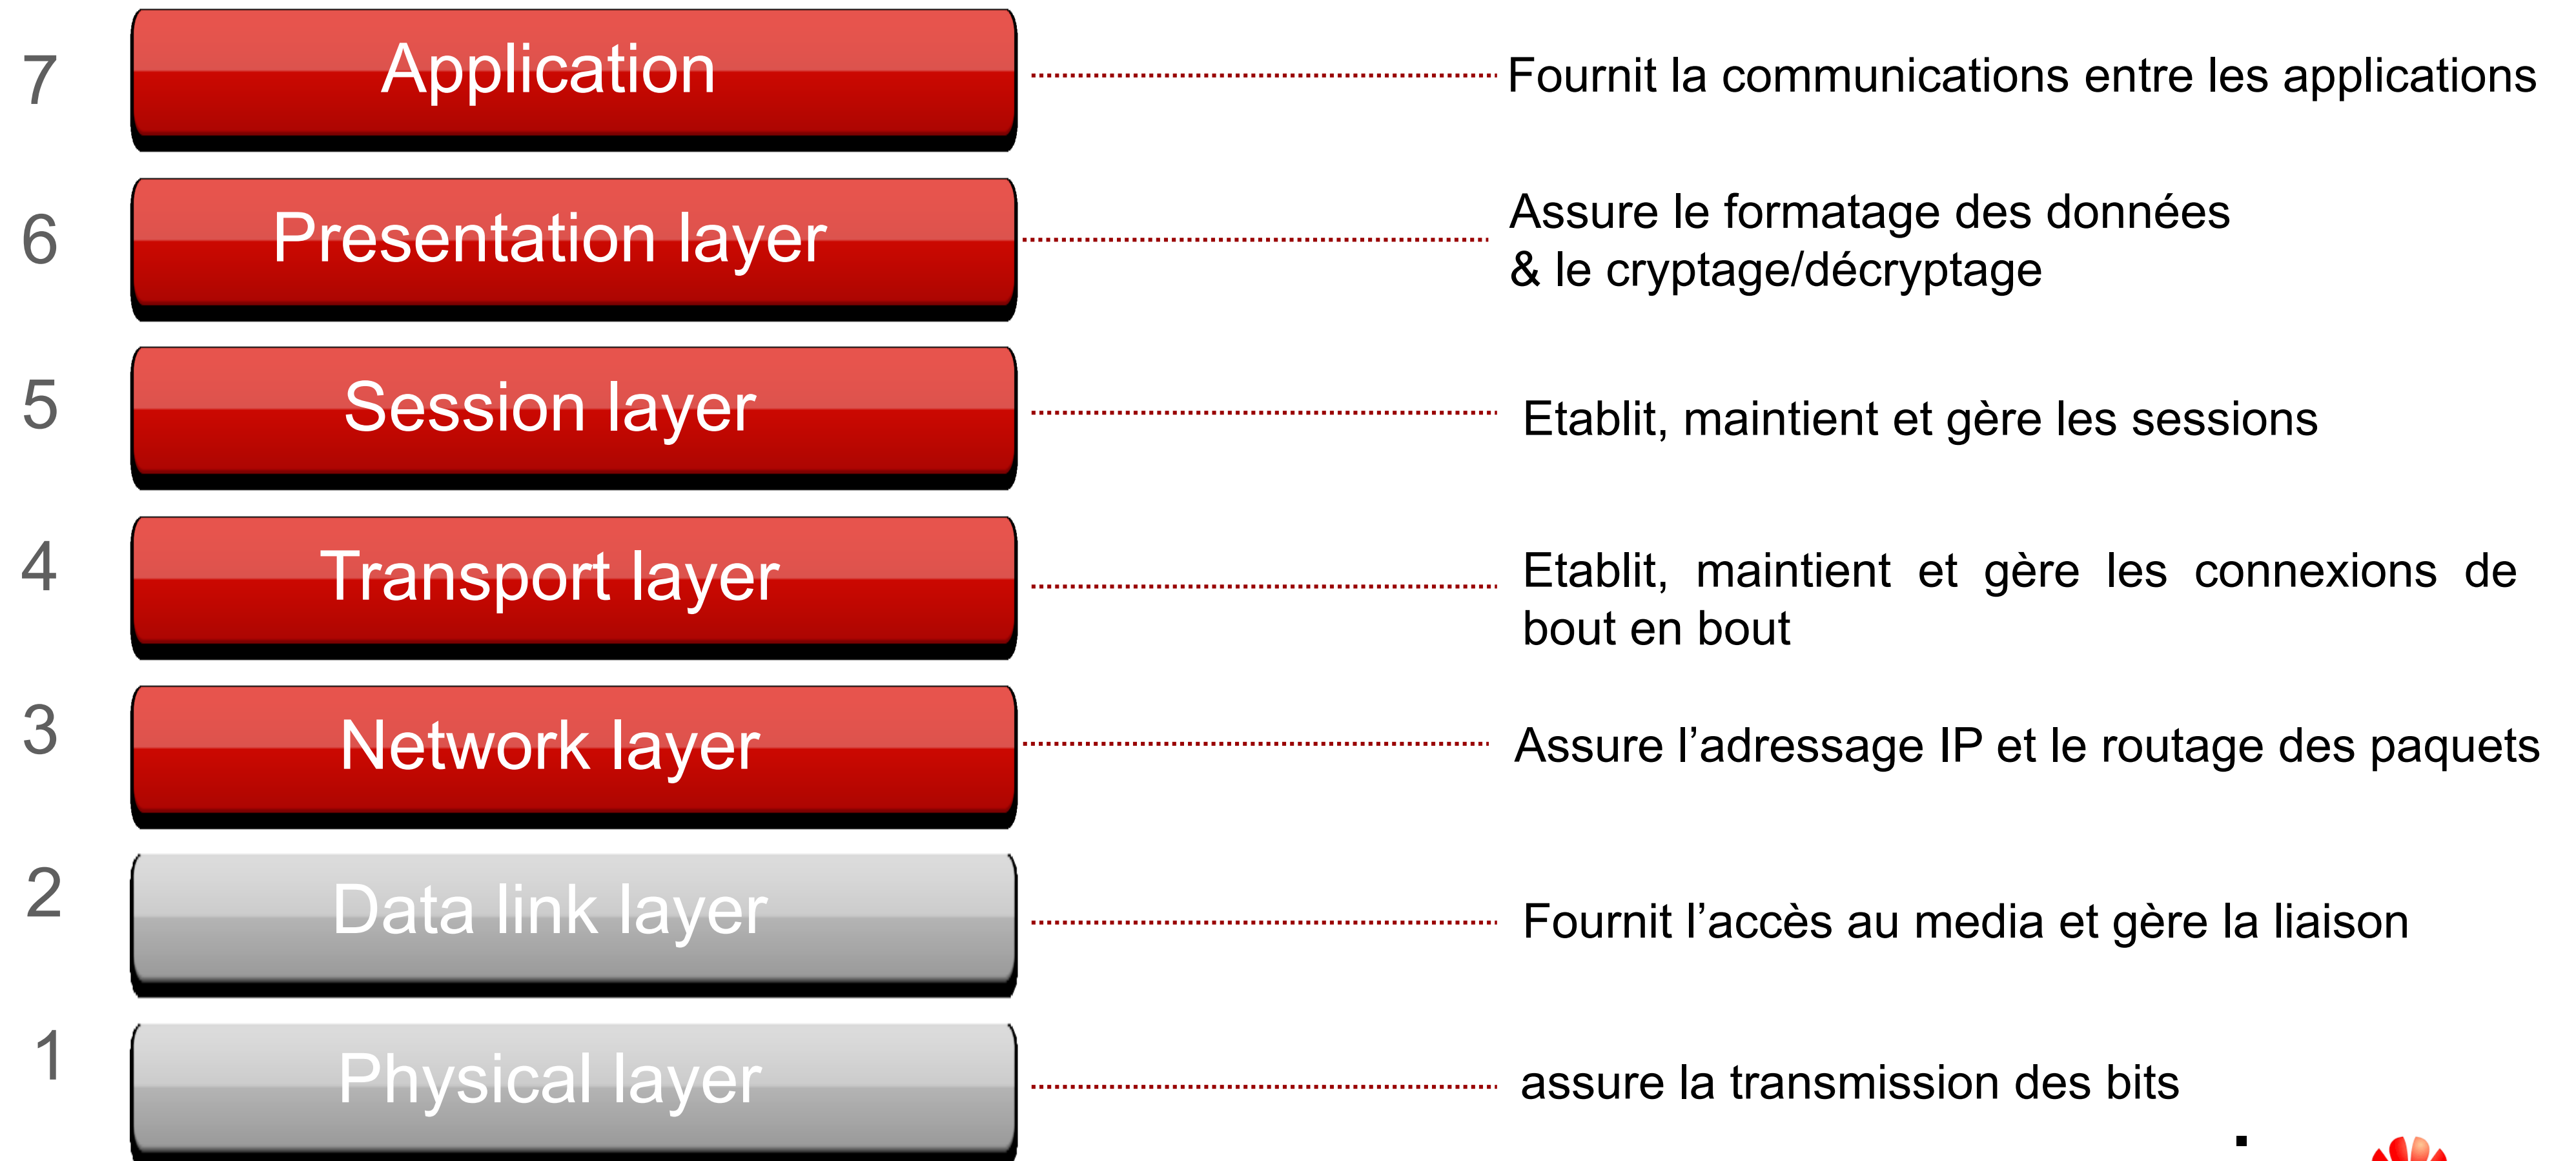 7 Application Fournit la communications entre les applications
6 Presentation layer Assure le formatage des données
& le cryptage/décryptage
5 Session layer Etablit, maintient et gère les sessions
4 Transport layer Etablit, maintient et gère les connexions de
bout en bout
3 Network layer Assure l’adressage IP et le routage des paquets
2 Data link layer Fournit l’accès au media et gère la liaison
1 Physical layer assure la transmission des bits